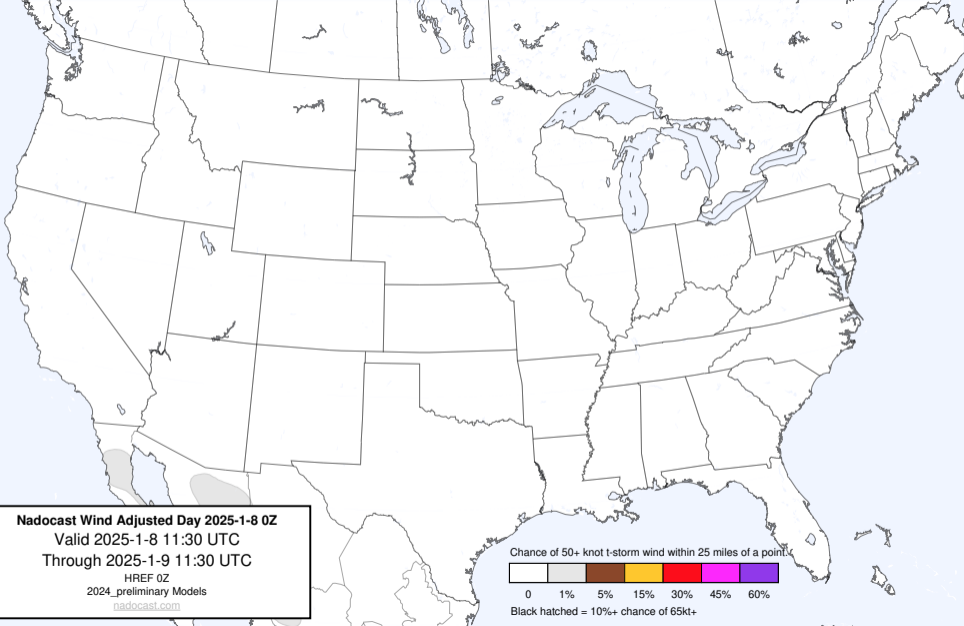 Nadocast Wind Adjusted Day 2025-1-8 0Z
Valid 2025-1-8 11:30 UTC
Through 2025-1-9 11:30 UTC
HREF 0Z
2024_preliminary Models
nadocast.com
Chance of 50+ knot t-storm wind within 25 miles of a point.
0 1% 5% 15% 30% 45% 60%
Black hatched = 10%+ chance of 65kt+